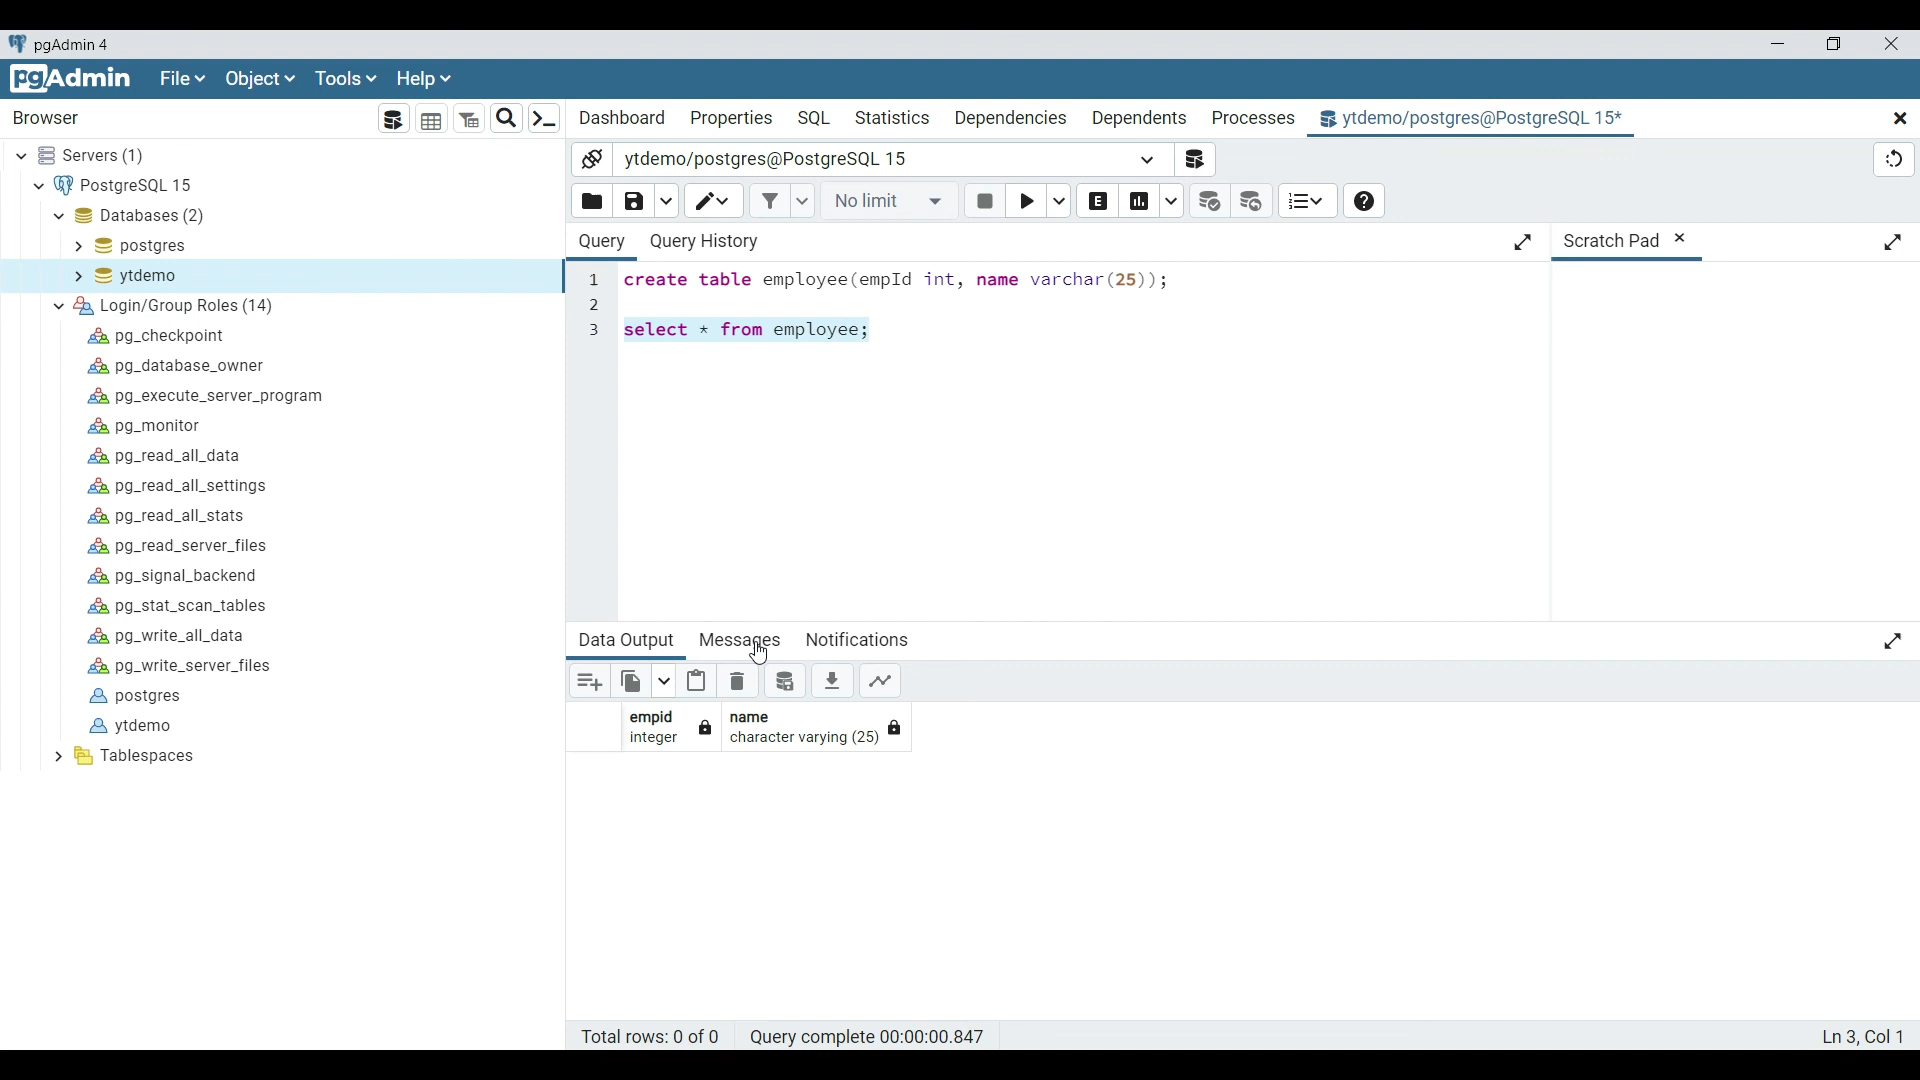 pgAdmin 4
pgAdmin File Object Tools Help
Browser
Dashboard Properties SQL Statistics Dependencies Dependents Processes ytdemo/postgres@PostgreSQL 15*
Servers (1)
PostgreSQL 15
Databases (2)
postgres
ytdemo
Login/Group Roles (14)
pg_checkpoint
pg_database_owner
pg_execute_server_program
pg_monitor
pg_read_all_data
pg_read_all_settings
pg_read_all_stats
pg_read_server_files
pg_signal_backend
pg_stat_scan_tables
pg_write_all_data
pg_write_server_files
postgres
ytdemo
Tablespaces
ytdemo/postgres@PostgreSQL 15
No limit E
Query Query History
Scratch Pad
1 create table employee(empId int, name varchar(25));
2
3 select * from employee;
Data Output Messages Notifications
empid name
integer character varying (25)
Total rows: 0 of 0 Query complete 00:00:00.847 Ln 3, Col 1